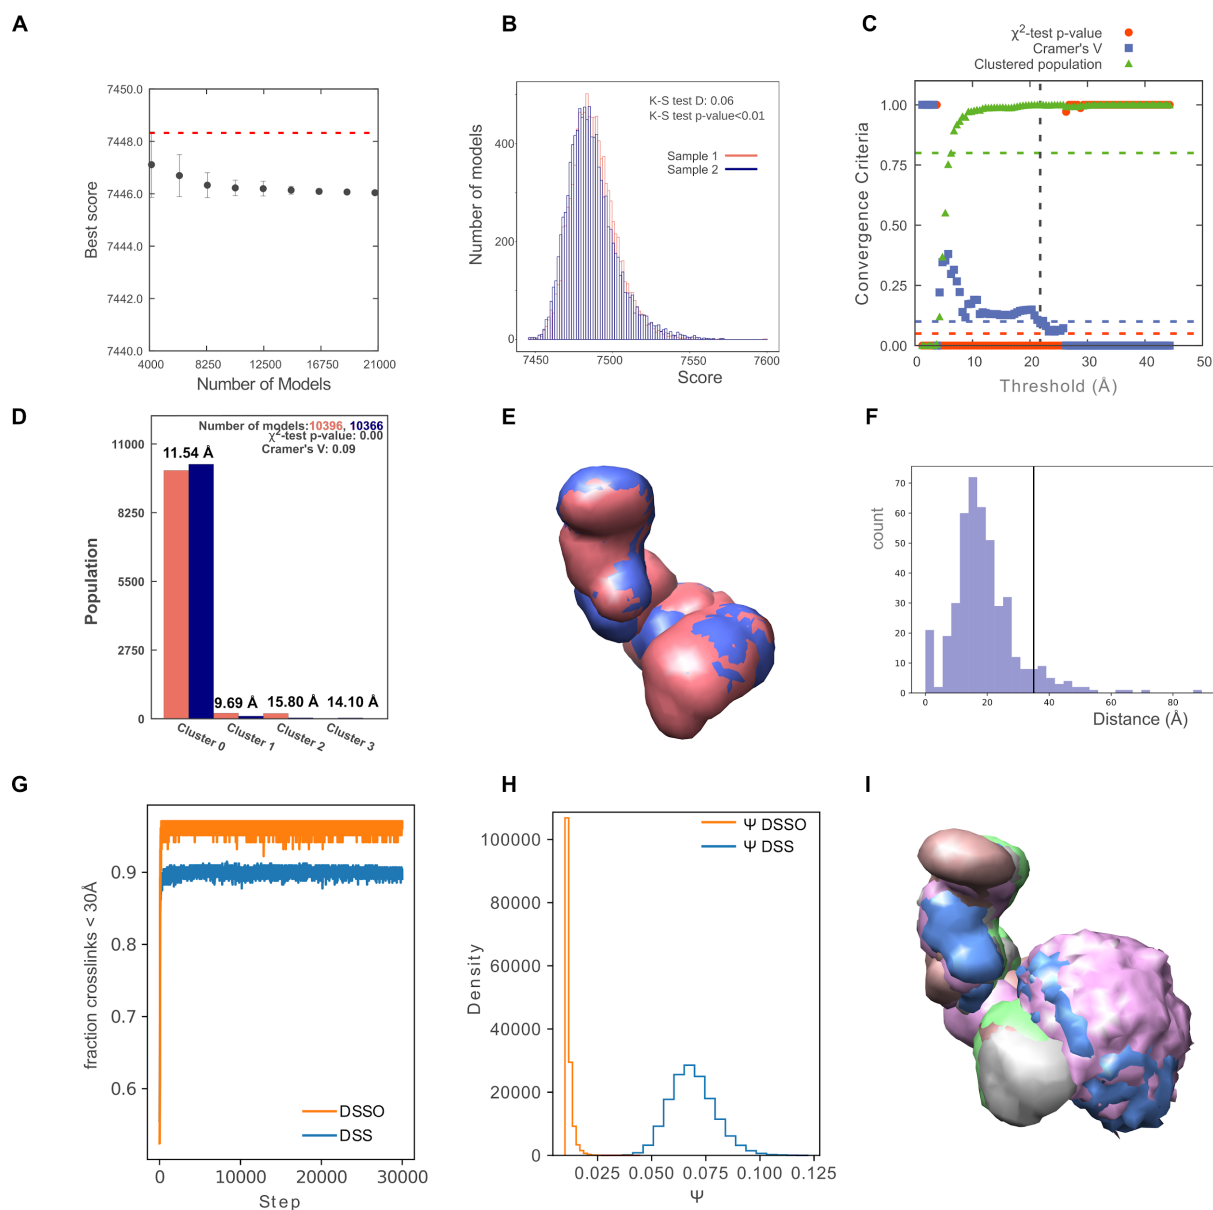 A
7450.0
7448.0
7446.0
7444.0
7442.0
7440.0
Best score
4000
8250
12500
16750
21000
Number of Models
B
K-S test D: 0.06
K-S test p-value<0.01
Sample 1
Sample 2
400
200
0
Number of models
7450
7500
7550
7600
Score
C
χ²-test p-value
Cramer's V
Clustered population
1.00
0.75
0.50
0.25
0.00
Convergence Criteria
0
10
20
30
40
50
Threshold (Å)
D
Number of models:10396, 10366
χ²-test p-value: 0.00
Cramer's V: 0.09
11000
8250
5500
2750
0
Population
11.54 Å
9.69 Å
15.80 Å
14.10 Å
Cluster 0
Cluster 1
Cluster 2
Cluster 3
E
F
70
60
50
40
30
20
10
0
count
0
20
40
60
80
Distance (Å)
G
0.9
0.8
0.7
0.6
fraction crosslinks < 30Å
DSSO
DSS
0
10000
20000
30000
Step
H
Ψ DSSO
Ψ DSS
100000
80000
60000
40000
20000
0
Density
0.025
0.050
0.075
0.100
0.125
Ψ
I